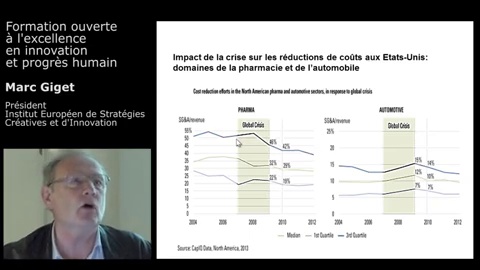 Formation ouverte
à l'excellence
en innovation
et progrès humain
Marc Giget
Président
Institut Européen de Stratégies
Créatives et d'Innovation
Impact de la crise sur les réductions de coûts aux Etats-Unis:
domaines de la pharmacie et de l'automobile
Cost reduction efforts in the North American pharma and automotive sectors, in response to global crisis
PHARMA
SG&A/revenue
55%
50
45
40
35
30
25
20
15
10
5
0
Global Crisis
46%
42%
32%
29%
22%
19%
2004 2006 2008 2010 2012
AUTOMOTIVE
SG&A/revenue
Global Crisis
15%
14%
12%
10%
7%
7%
2004 2006 2008 2010 2012
Median 1st Quartile 3rd Quartile
Source: CapIQ Data, North America, 2013